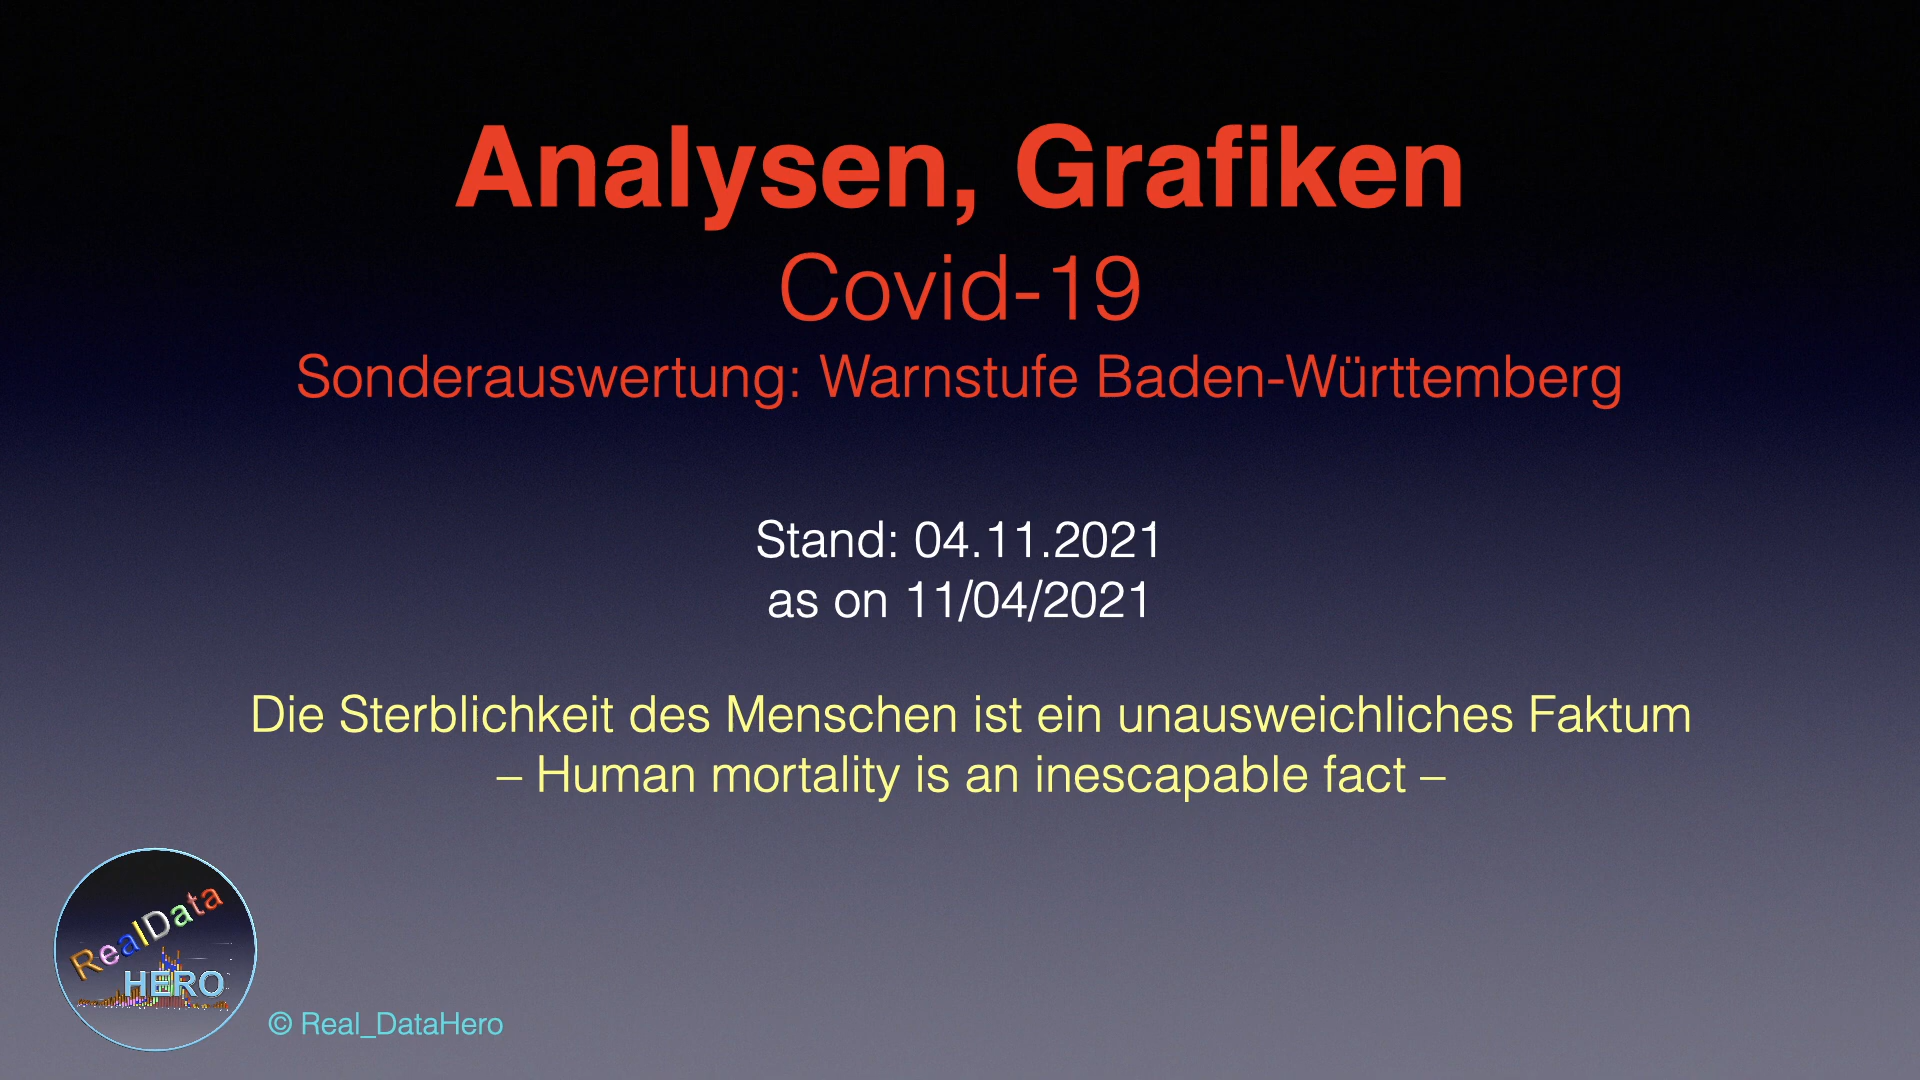 Analysen, Grafiken
Covid-19
Sonderauswertung: Warnstufe Baden-Württemberg
Stand: 04.11.2021
as on 11/04/2021
Die Sterblichkeit des Menschen ist ein unausweichliches Faktum
– Human mortality is an inescapable fact –
RealData
HERO
© Real_DataHero